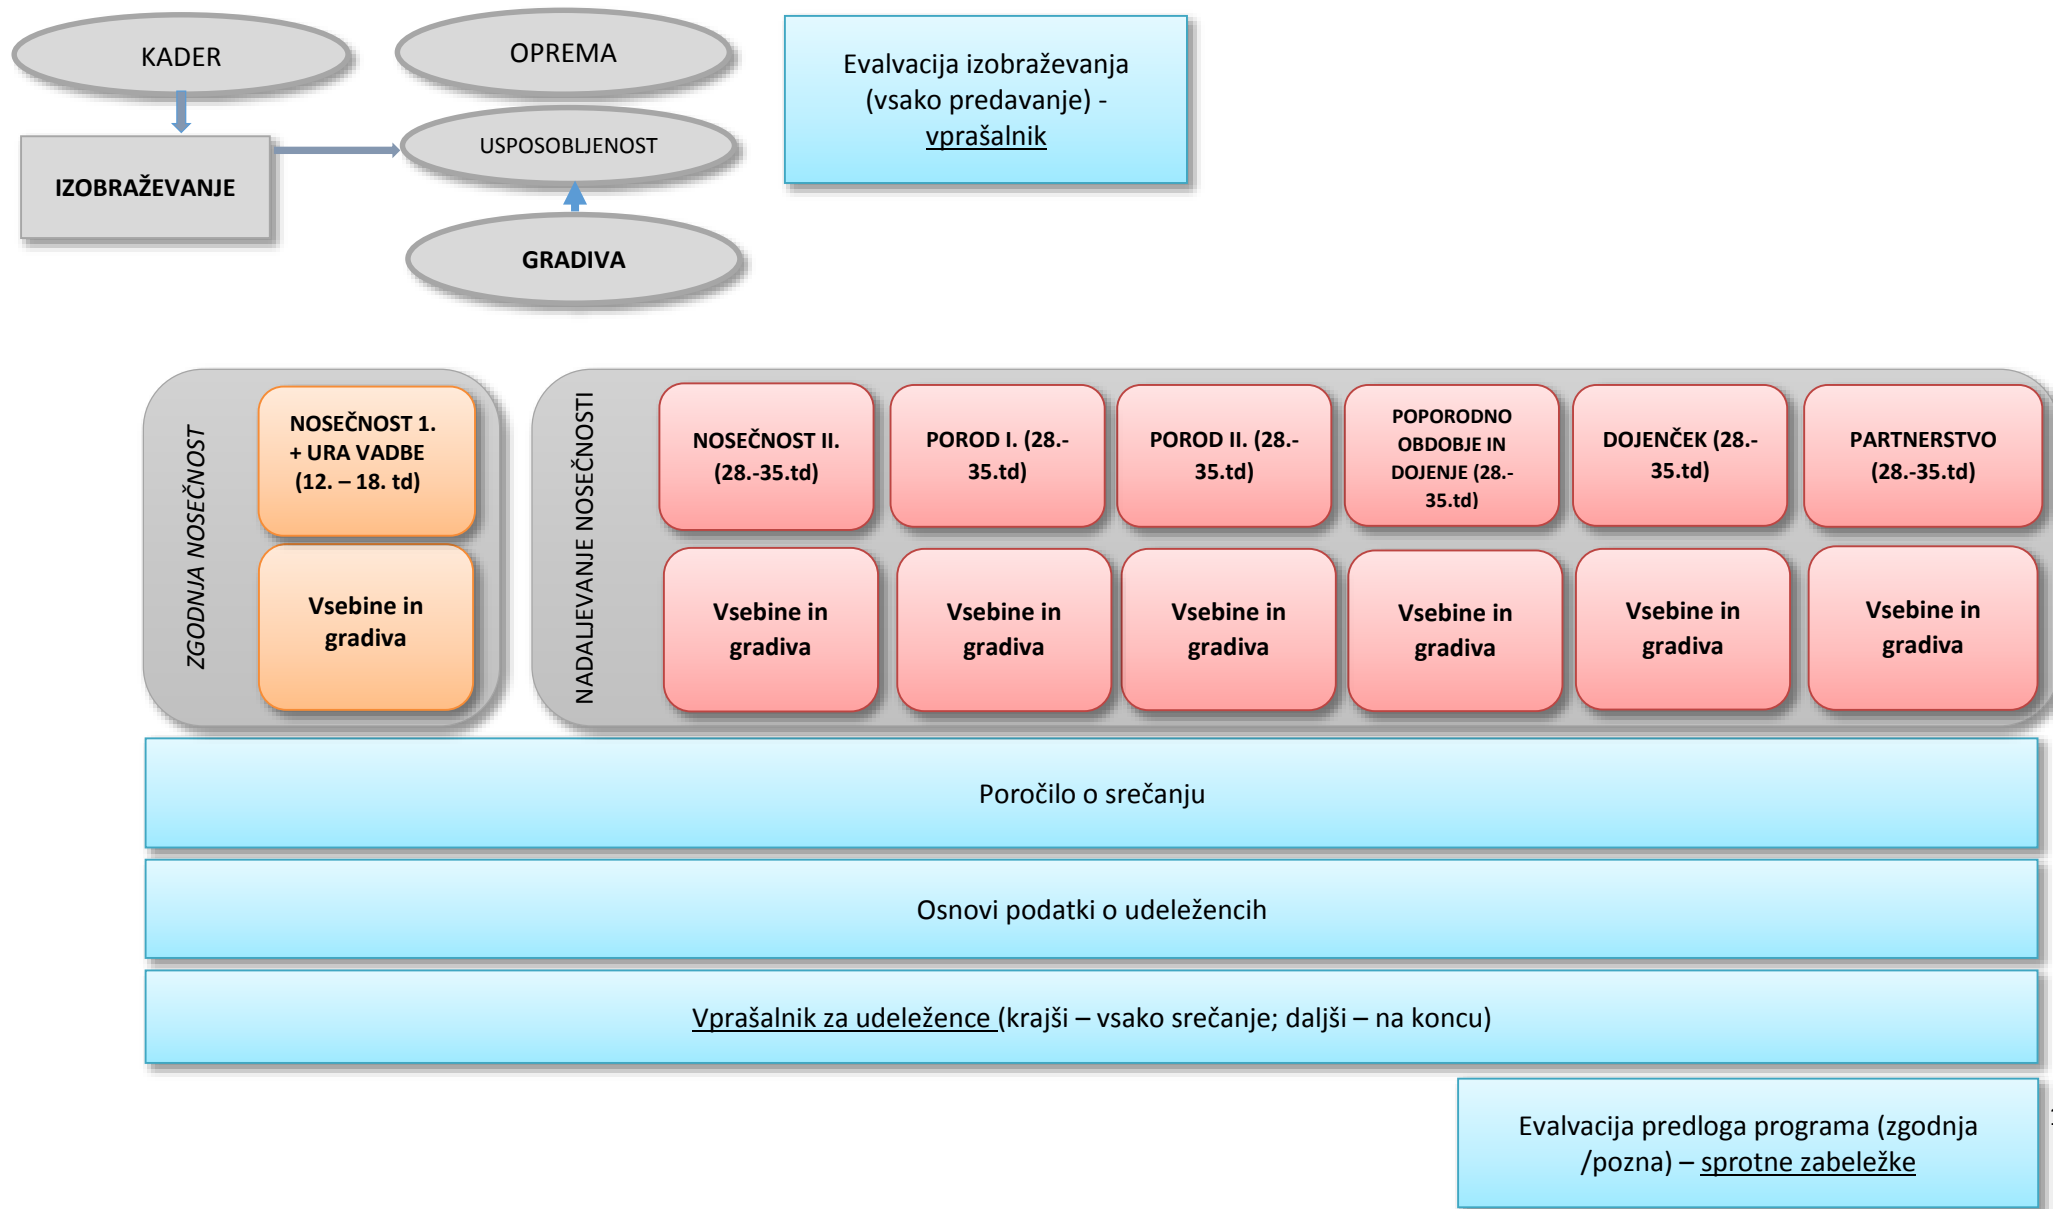 KADER
OPREMA
Evalvacija izobraževanja
(vsako predavanje) -
vprašalnik
USPOSOBLJENOST
IZOBRAŽEVANJE
GRADIVA
ZGODNJA NOSEČNOST
NOSEČNOST 1.
+ URA VADBE
(12. – 18. td)
Vsebine in
gradiva
NADALJEVANJE NOSEČNOSTI
NOSEČNOST II.
(28.-35.td)
POROD I. (28.-
35.td)
POROD II. (28.-
35.td)
POPORODNO
OBDOBJE IN
DOJENJE (28.-
35.td)
DOJENČEK (28.-
35.td)
PARTNERSTVO
(28.-35.td)
Vsebine in
gradiva
Vsebine in
gradiva
Vsebine in
gradiva
Vsebine in
gradiva
Vsebine in
gradiva
Vsebine in
gradiva
Poročilo o srečanju
Osnovi podatki o udeležencih
Vprašalnik za udeležence (krajši – vsako srečanje; daljši – na koncu)
Evalvacija predloga programa (zgodnja
/pozna) – sprotne zabeležke